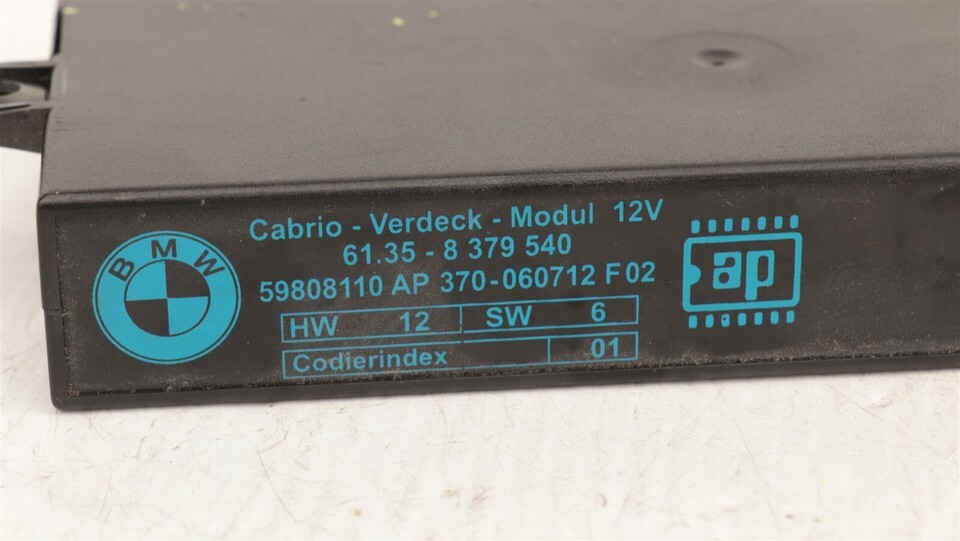 BMW
Cabrio - Verdeck - Modul 12V
61.35 - 8 379 540
59808110 AP 370-060712 F02
HW 12 SW 6
Codierindex 01
ap